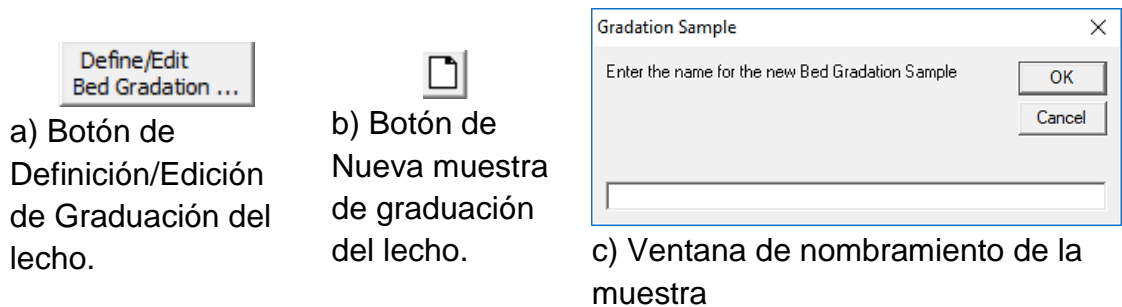 Define/Edit
Bed Gradation ...
a) Botón de
Definición/Edición
de Graduación del
lecho.
b) Botón de
Nueva muestra
de graduación
del lecho.
Gradation Sample
Enter the name for the new Bed Gradation Sample
OK
Cancel
c) Ventana de nombramiento de la
muestra